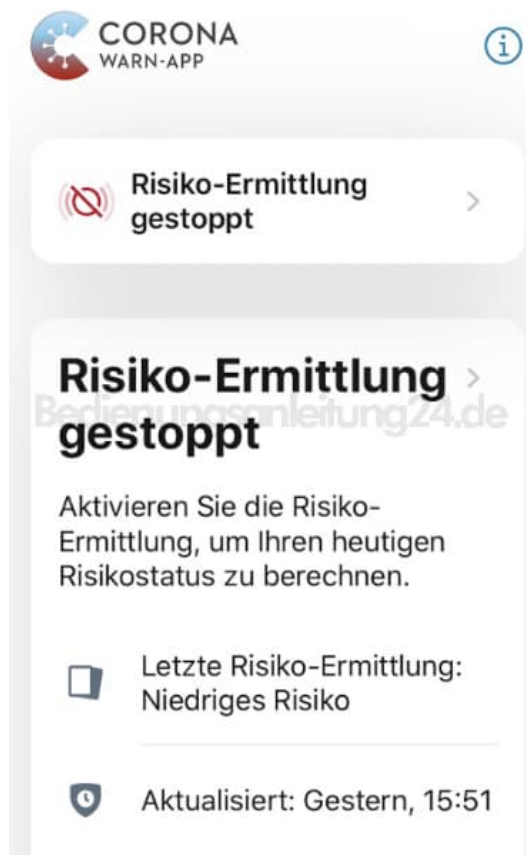 CORONA
WARN-APP
Risiko-Ermittlung
gestoppt
Risiko-Ermittlung
Bedienungsanleitung24.de
gestoppt
Aktivieren Sie die Risiko-
Ermittlung, um Ihren heutigen
Risikostatus zu berechnen.
Letzte Risiko-Ermittlung:
Niedriges Risiko
Aktualisiert: Gestern, 15:51